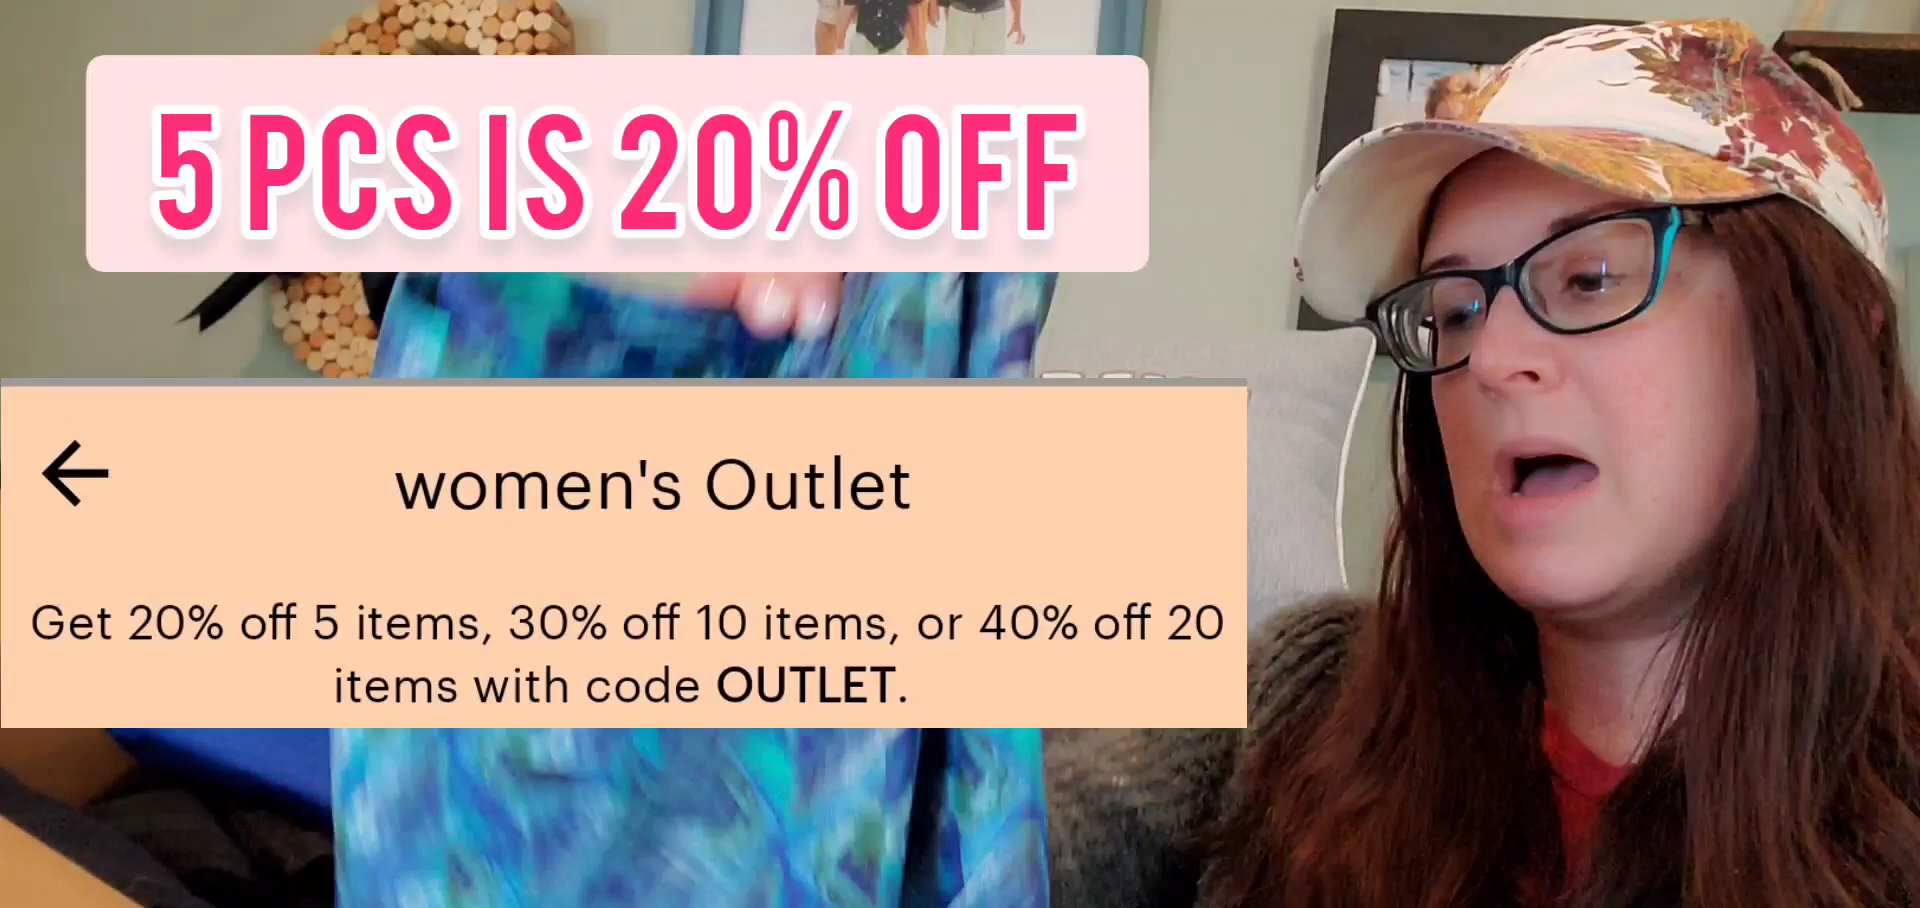 5 PCS IS 20% OFF
women's Outlet
Get 20% off 5 items, 30% off 10 items, or 40% off 20
items with code OUTLET.